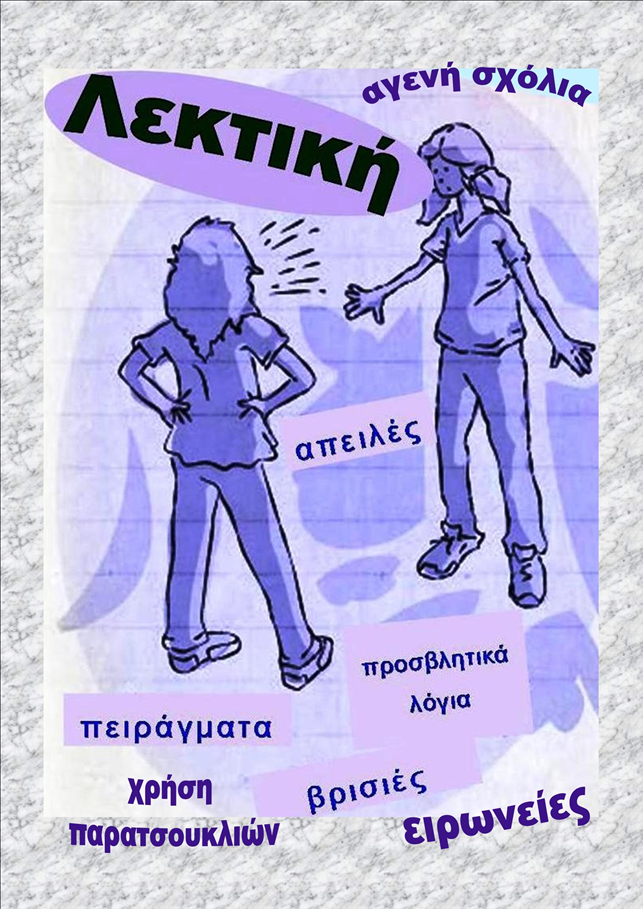 Λεκτική
αγενή σχόλια
απειλές
προσβλητικά
λόγια
πειράγματα
βρισιές
χρήση
παρατσουκλιών
ειρωνείες